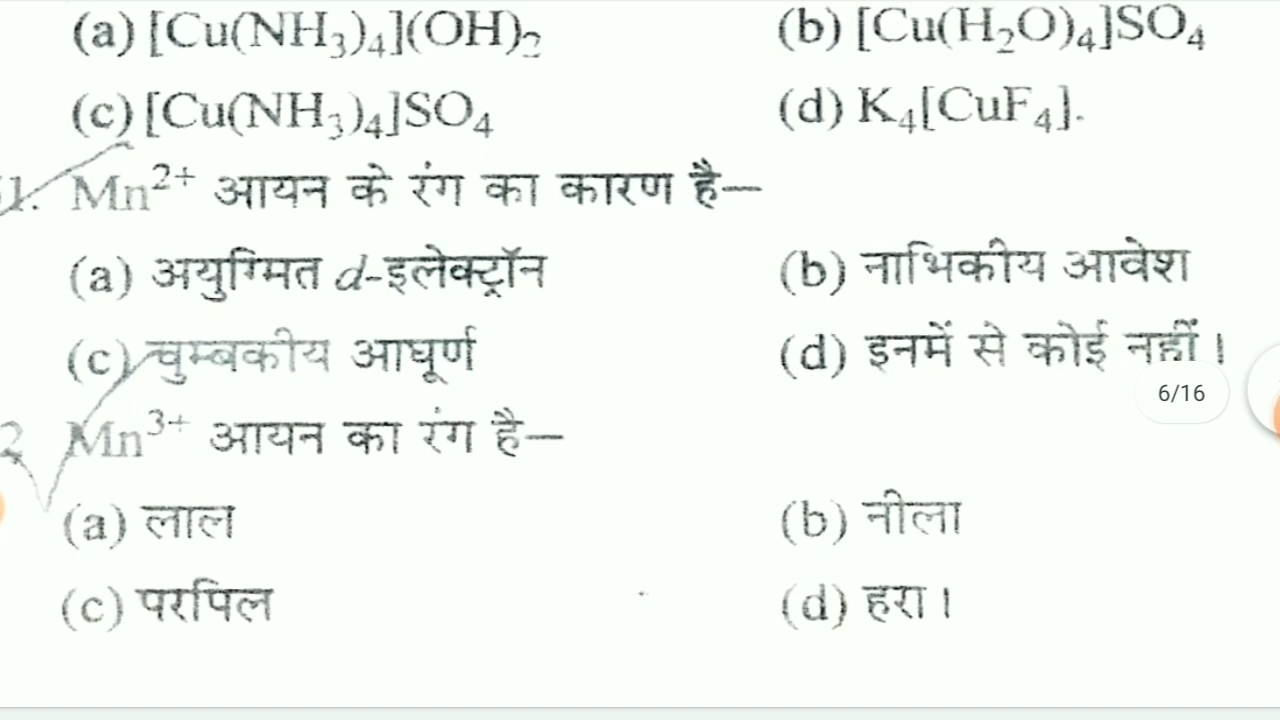 (a) [Cu(NH₃)₄](OH)₂ (b) [Cu(H₂O)₄]SO₄
(c) [Cu(NH₃)₄]SO₄ (d) K₄[CuF₄].
1. Mn²⁺ आयन के रंग का कारण है—
(a) अयुग्मित d-इलेक्ट्रॉन (b) नाभिकीय आवेश
(c) चुम्बकीय आघूर्ण (d) इनमें से कोई नहीं।
6/16
2 Mn³⁺ आयन का रंग है—
(a) लाल (b) नीला
(c) परपिल (d) हरा।